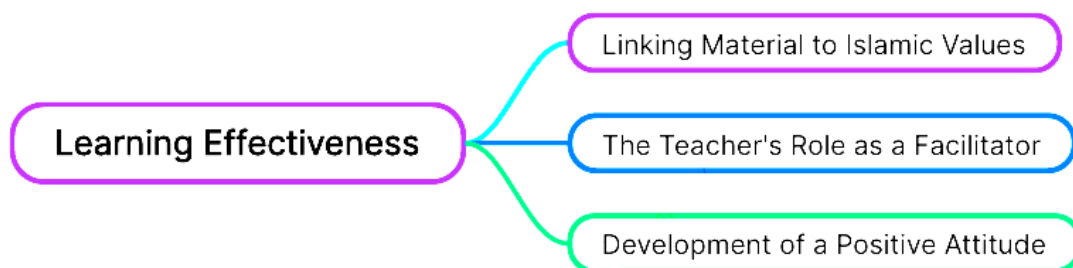 Linking Material to Islamic Values
Learning Effectiveness
The Teacher's Role as a Facilitator
Development of a Positive Attitude